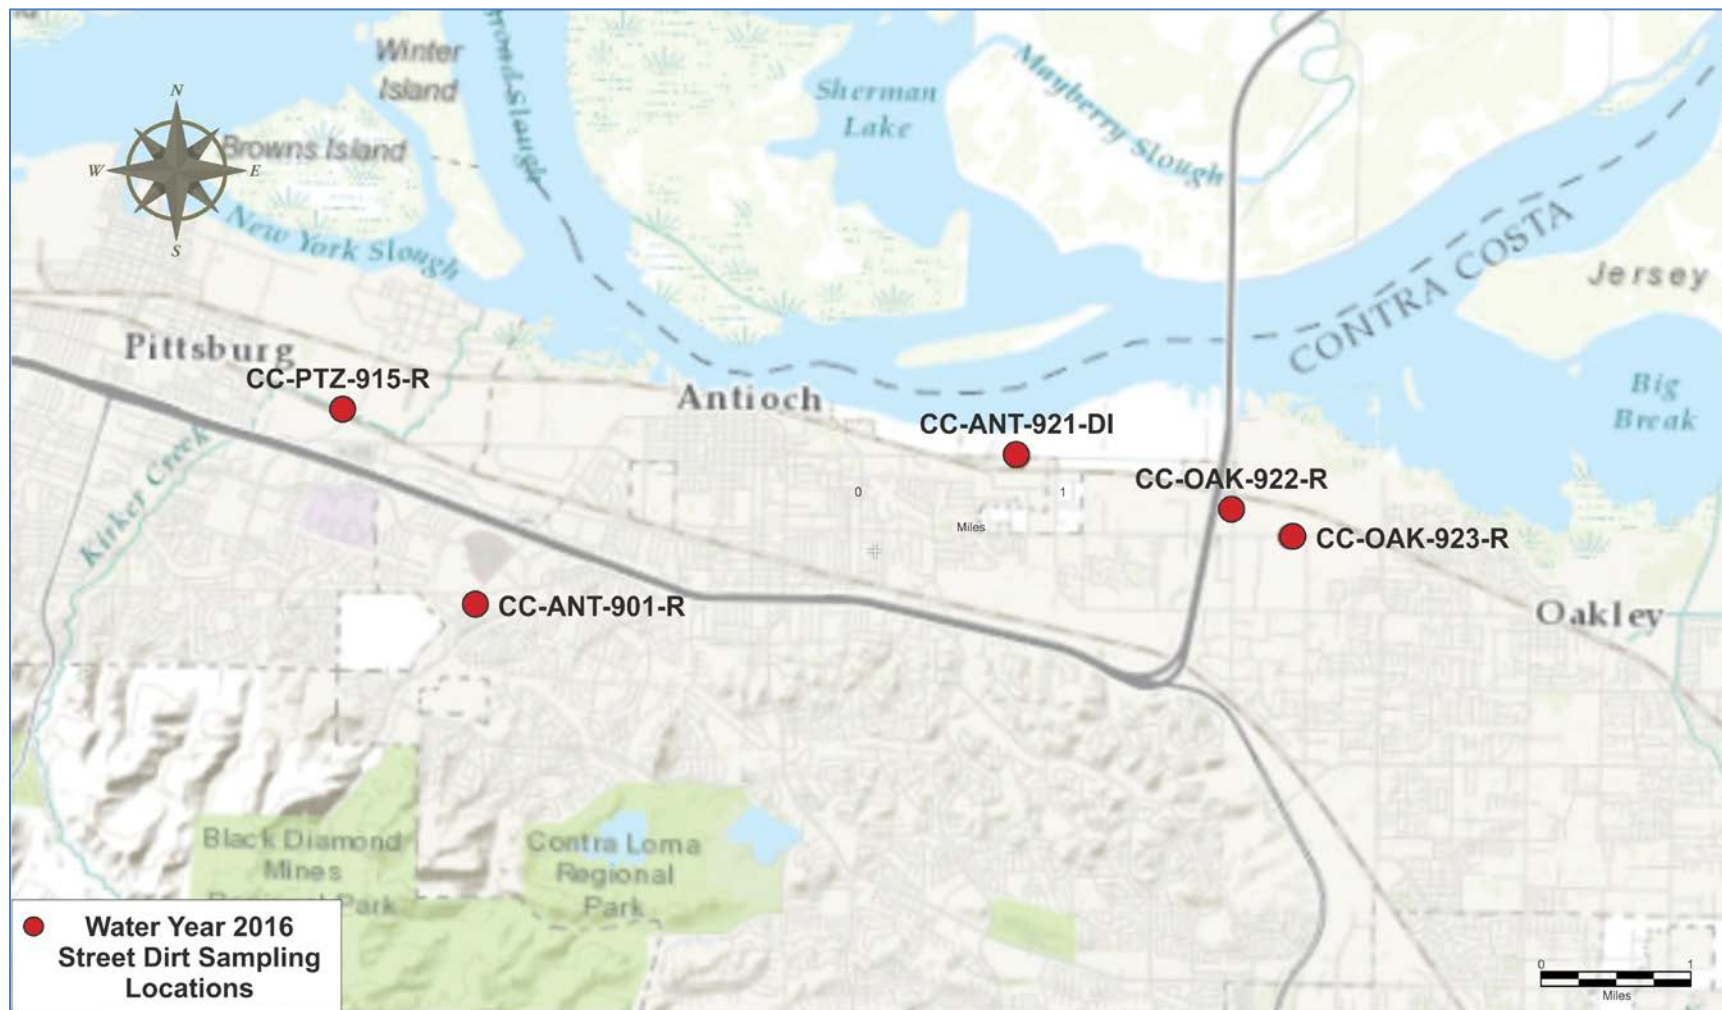 Winter
Island
Sherman
Lake
Mayberry Slough
N
W
E
S
Browns Island
New York Slough
CONTRA COSTA
Jersey
Pittsburg
CC-PTZ-915-R
Antioch
CC-ANT-921-DI
Big
Break
Kirker Creek
0
1
Miles
CC-OAK-922-R
CC-OAK-923-R
CC-ANT-901-R
Oakley
Black Diamond
Mines
Park
Contra Loma
Regional
Park
Water Year 2016
Street Dirt Sampling
Locations
0
1
Miles